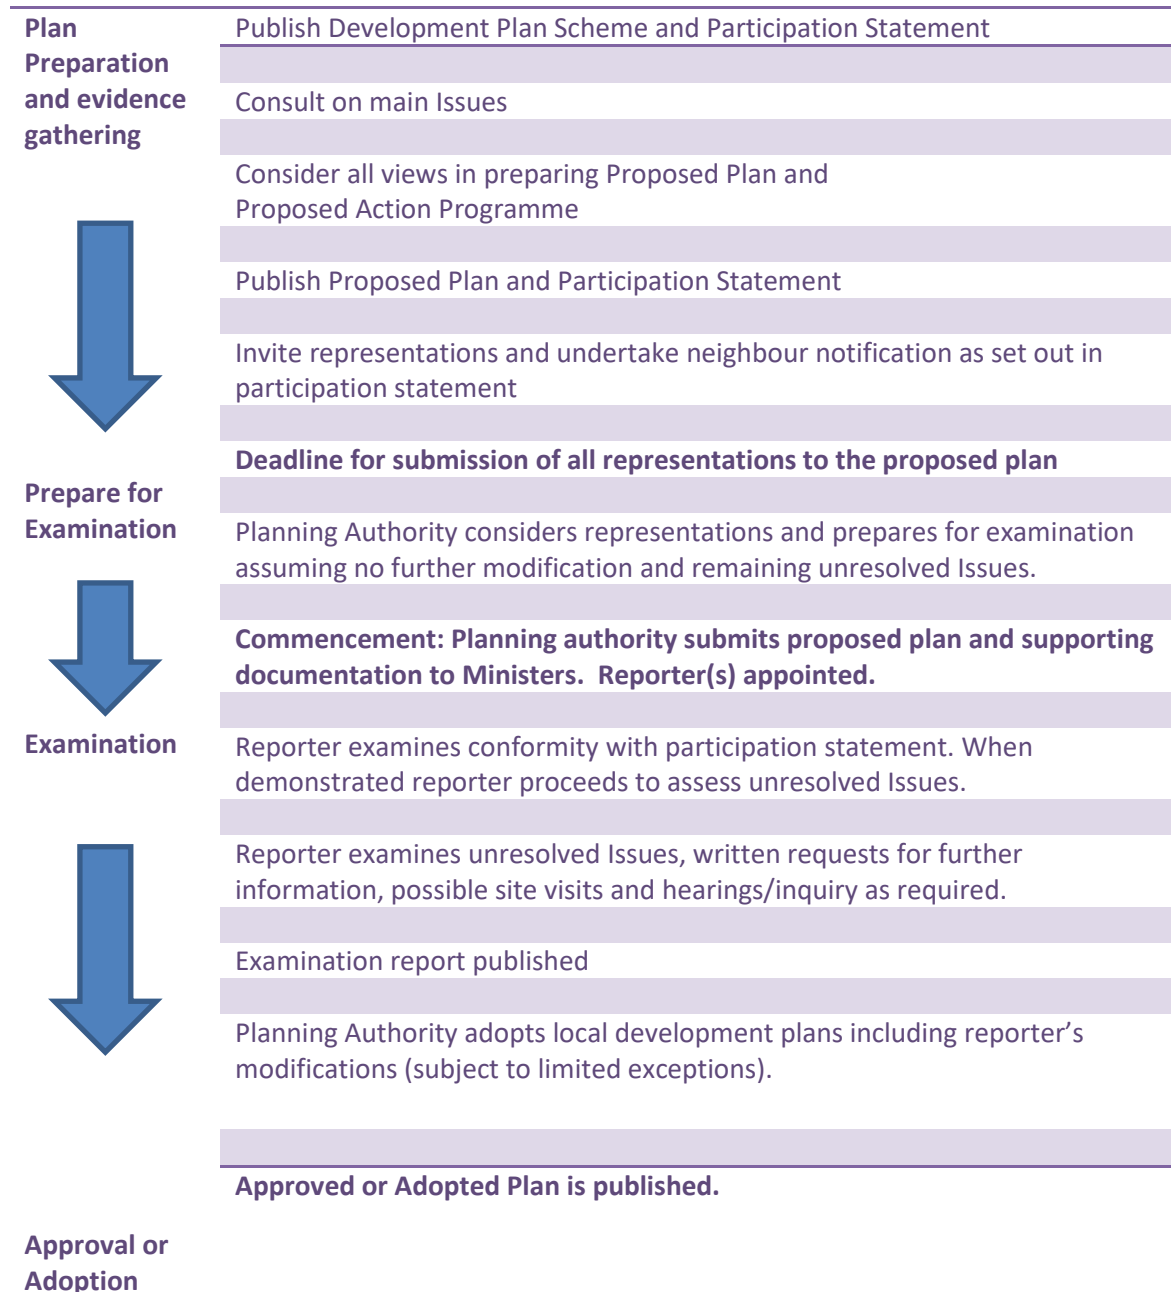 Plan
Preparation
and evidence
gathering
Publish Development Plan Scheme and Participation Statement
Consult on main Issues
Consider all views in preparing Proposed Plan and
Proposed Action Programme
Publish Proposed Plan and Participation Statement
Invite representations and undertake neighbour notification as set out in
participation statement
Deadline for submission of all representations to the proposed plan
Prepare for
Examination
Planning Authority considers representations and prepares for examination
assuming no further modification and remaining unresolved Issues.
Commencement: Planning authority submits proposed plan and supporting
documentation to Ministers.  Reporter(s) appointed.
Examination
Reporter examines conformity with participation statement. When
demonstrated reporter proceeds to assess unresolved Issues.
Reporter examines unresolved Issues, written requests for further
information, possible site visits and hearings/inquiry as required.
Examination report published
Planning Authority adopts local development plans including reporter’s
modifications (subject to limited exceptions).
Approved or Adopted Plan is published.
Approval or
Adoption